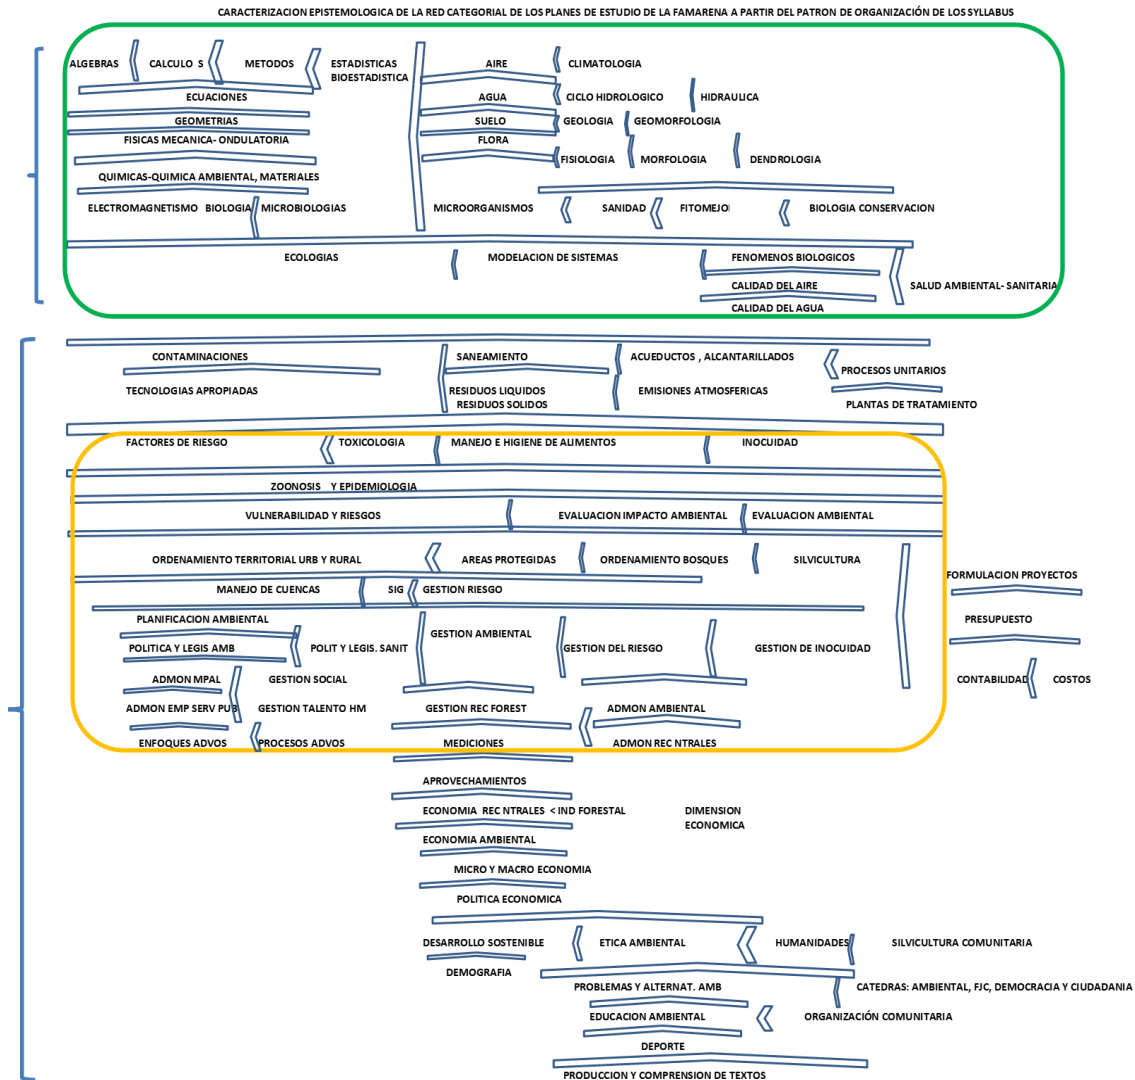 CARACTERIZACION EPISTEMOLOGICA DE LA RED CATEGORIAL DE LOS PLANES DE ESTUDIO DE LA FAMARENA A PARTIR DEL PATRON DE ORGANIZACIÓN DE LOS SYLLABUS
ALGEBRAS CALCULO S METODOS ESTADISTICAS AIRE CLIMATOLOGIA
BIOESTADISTICA
ECUACIONES AGUA CICLO HIDROLOGICO HIDRAULICA
GEOMETRIAS SUELO GEOLOGIA GEOMORFOLOGIA
FISICAS MECANICA- ONDULATORIA FLORA
FISIOLOGIA MORFOLOGIA DENDROLOGIA
QUIMICAS-QUIMICA AMBIENTAL, MATERIALES
ELECTROMAGNETISMO BIOLOGIA MICROBIOLOGIAS MICROORGANISMOS SANIDAD FITOMEJO BIOLOGIA CONSERVACION
ECOLOGIAS MODELACION DE SISTEMAS FENOMENOS BIOLOGICOS
CALIDAD DEL AIRE SALUD AMBIENTAL- SANITARIA
CALIDAD DEL AGUA
CONTAMINACIONES SANEAMIENTO ACUEDUCTOS , ALCANTARILLADOS
PROCESOS UNITARIOS
TECNOLOGIAS APROPIADAS RESIDUOS LIQUIDOS EMISIONES ATMOSFERICAS
RESIDUOS SOLIDOS PLANTAS DE TRATAMIENTO
FACTORES DE RIESGO TOXICOLOGIA MANEJO E HIGIENE DE ALIMENTOS INOCUIDAD
ZOONOSIS Y EPIDEMIOLOGIA
VULNERABILIDAD Y RIESGOS EVALUACION IMPACTO AMBIENTAL EVALUACION AMBIENTAL
ORDENAMIENTO TERRITORIAL URB Y RURAL AREAS PROTEGIDAS ORDENAMIENTO BOSQUES SILVICULTURA
FORMULACION PROYECTOS
MANEJO DE CUENCAS SIG GESTION RIESGO
PLANIFICACION AMBIENTAL PRESUPUESTO
GESTION AMBIENTAL
POLITICA Y LEGIS AMB POLIT Y LEGIS. SANIT GESTION DEL RIESGO GESTION DE INOCUIDAD
ADMON MPAL GESTION SOCIAL CONTABILIDAD COSTOS
ADMON EMP SERV PUB GESTION TALENTO HM GESTION REC FOREST ADMON AMBIENTAL
ENFOQUES ADVOS PROCESOS ADVOS MEDICIONES ADMON REC NTRALES
APROVECHAMIENTOS
ECONOMIA REC NTRALES < IND FORESTAL DIMENSION
ECONOMICA
ECONOMIA AMBIENTAL
MICRO Y MACRO ECONOMIA
POLITICA ECONOMICA
DESARROLLO SOSTENIBLE ETICA AMBIENTAL HUMANIDADES SILVICULTURA COMUNITARIA
DEMOGRAFIA
PROBLEMAS Y ALTERNAT. AMB CATEDRAS: AMBIENTAL, FJC, DEMOCRACIA Y CIUDADANIA
EDUCACION AMBIENTAL ORGANIZACIÓN COMUNITARIA
DEPORTE
PRODUCCION Y COMPRENSION DE TEXTOS